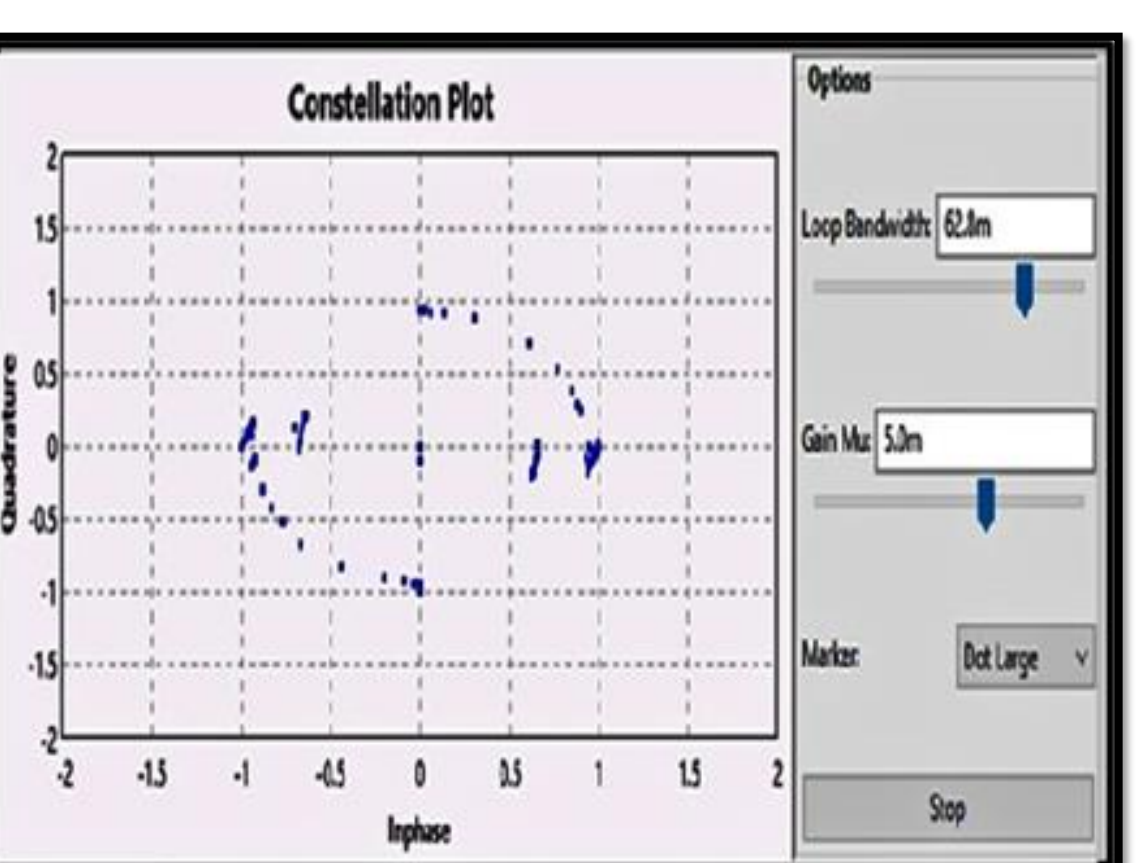 Constellation Plot
2
1.5
1
0.5
0
-0.5
-1
-1.5
-2
Quadrature
-2 -1.5 -1 -0.5 0 0.5 1 1.5 2
Inphase
Options
Loop Bandwidth: 62.8m
Gain Mu: 5.0m
Marker: Dot Large
Stop